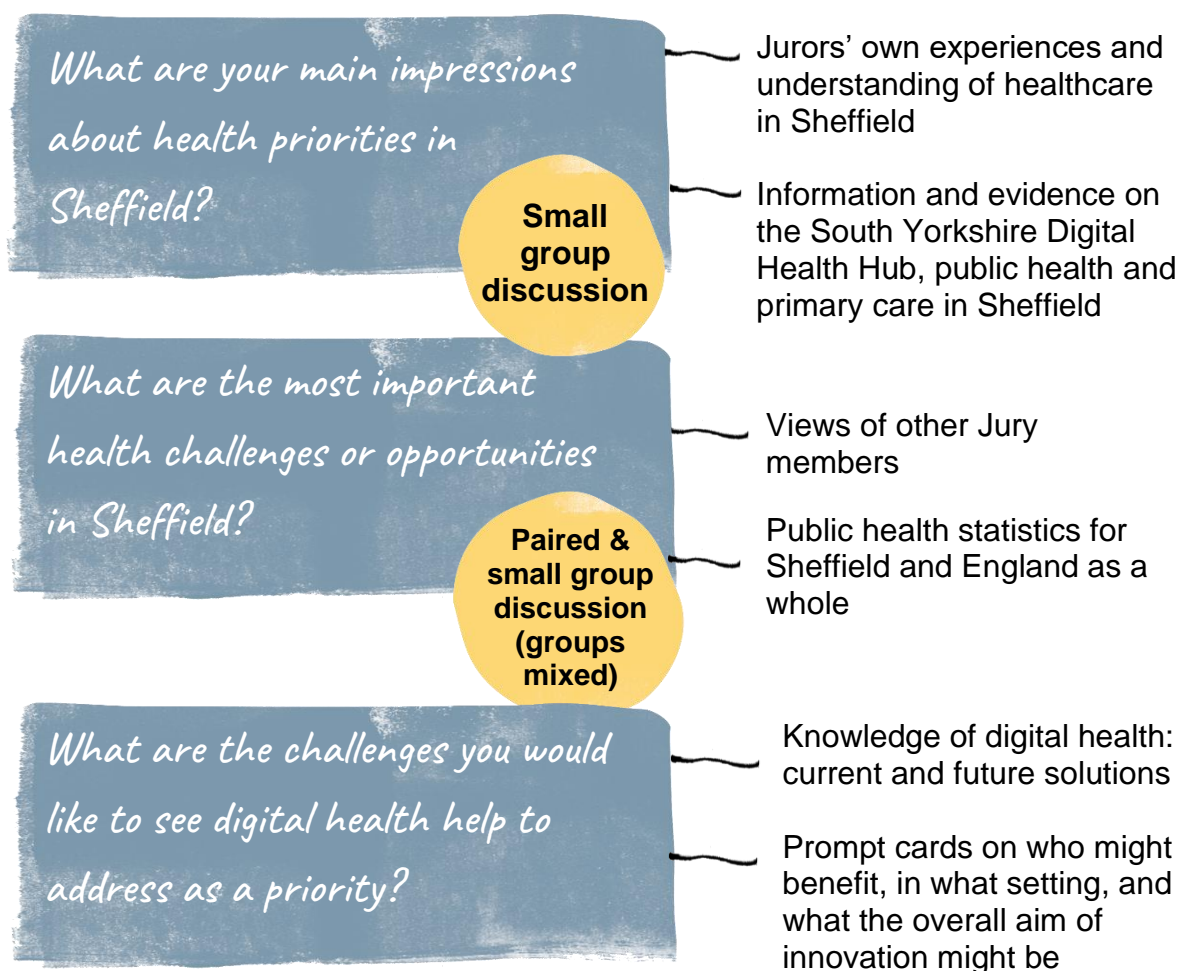 What are your main impressions
about health priorities in
Sheffield?
Small
group
discussion
Jurors’ own experiences and
understanding of healthcare
in Sheffield
Information and evidence on
the South Yorkshire Digital
Health Hub, public health and
primary care in Sheffield
What are the most important
health challenges or opportunities
in Sheffield?
Paired &
small group
discussion
(groups
mixed)
Views of other Jury
members
Public health statistics for
Sheffield and England as a
whole
What are the challenges you would
like to see digital health help to
address as a priority?
Knowledge of digital health:
current and future solutions
Prompt cards on who might
benefit, in what setting, and
what the overall aim of
innovation might be